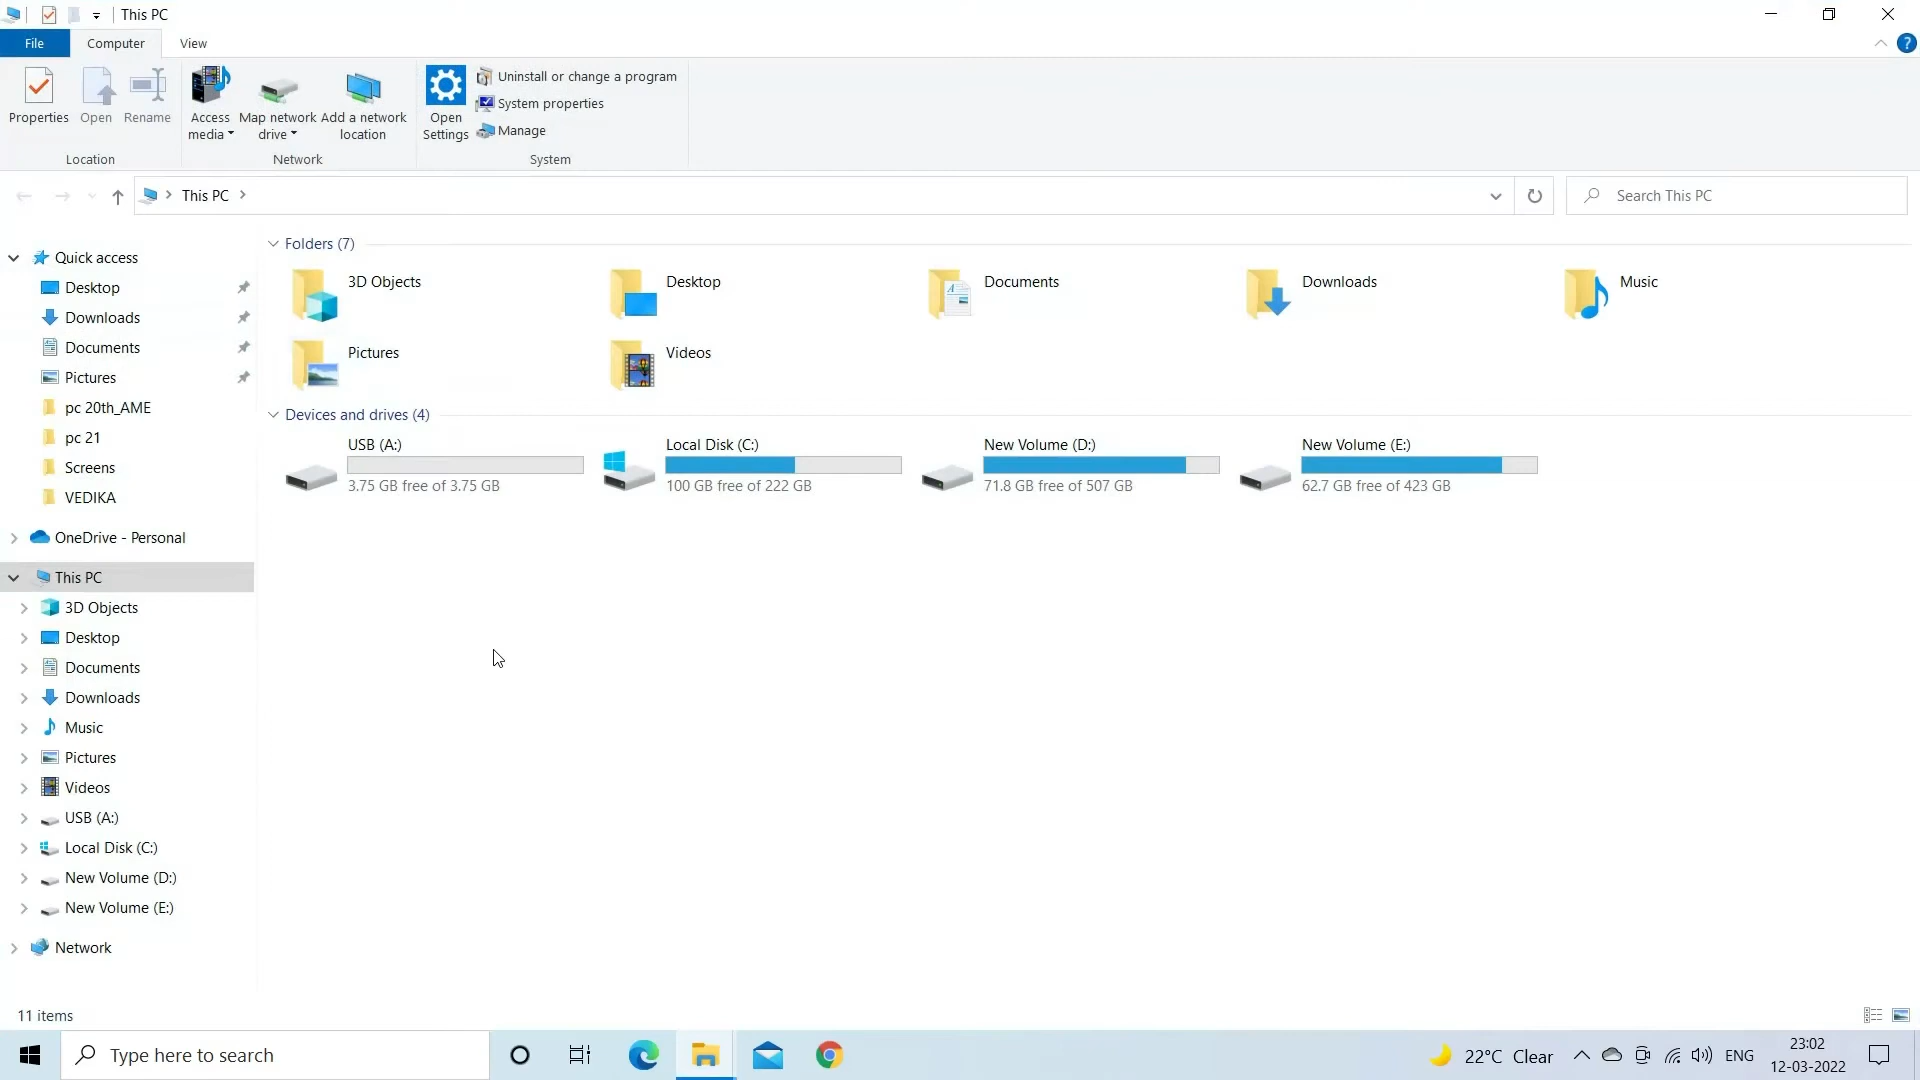 This PC
File
Computer
View
Properties
Open
Rename
Access
media
Map network
drive
Add a network
location
Open
Settings
Uninstall or change a program
System properties
Manage
Location
Network
System
This PC
Search This PC
Quick access
Desktop
Downloads
Documents
Pictures
pc 20th_AME
pc 21
Screens
VEDIKA
OneDrive - Personal
This PC
3D Objects
Desktop
Documents
Downloads
Music
Pictures
Videos
USB (A:)
Local Disk (C:)
New Volume (D:)
New Volume (E:)
Network
Folders (7)
3D Objects
Desktop
Documents
Downloads
Music
Pictures
Videos
Devices and drives (4)
USB (A:)
3.75 GB free of 3.75 GB
Local Disk (C:)
100 GB free of 222 GB
New Volume (D:)
71.8 GB free of 507 GB
New Volume (E:)
62.7 GB free of 423 GB
11 items
Type here to search
22°C Clear
ENG
23:02
12-03-2022